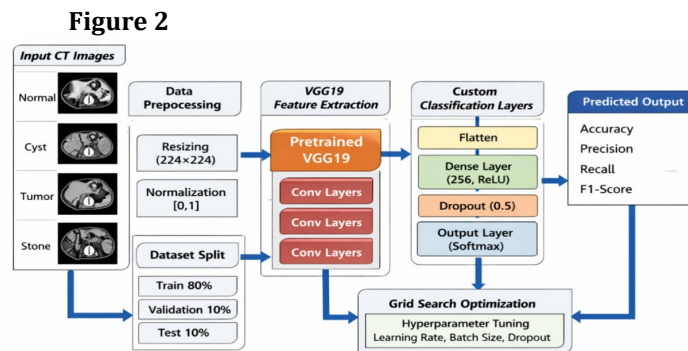 Figure 2
Input CT Images
Normal
Cyst
Tumor
Stone
Data
Prepocessing
Resizing
(224×224)
Normalization
[0,1]
Dataset Split
Train 80%
Validation 10%
Test 10%
VGG19
Feature Extraction
Pretrained
VGG19
Conv Layers
Conv Layers
Conv Layers
Custom
Classification Layers
Flatten
Dense Layer
(256, ReLU)
Dropout (0.5)
Output Layer
(Softmax)
Predicted Output
Accuracy
Precision
Recall
F1-Score
Grid Search Optimization
Hyperparameter Tuning
Learning Rate, Batch Size, Dropout